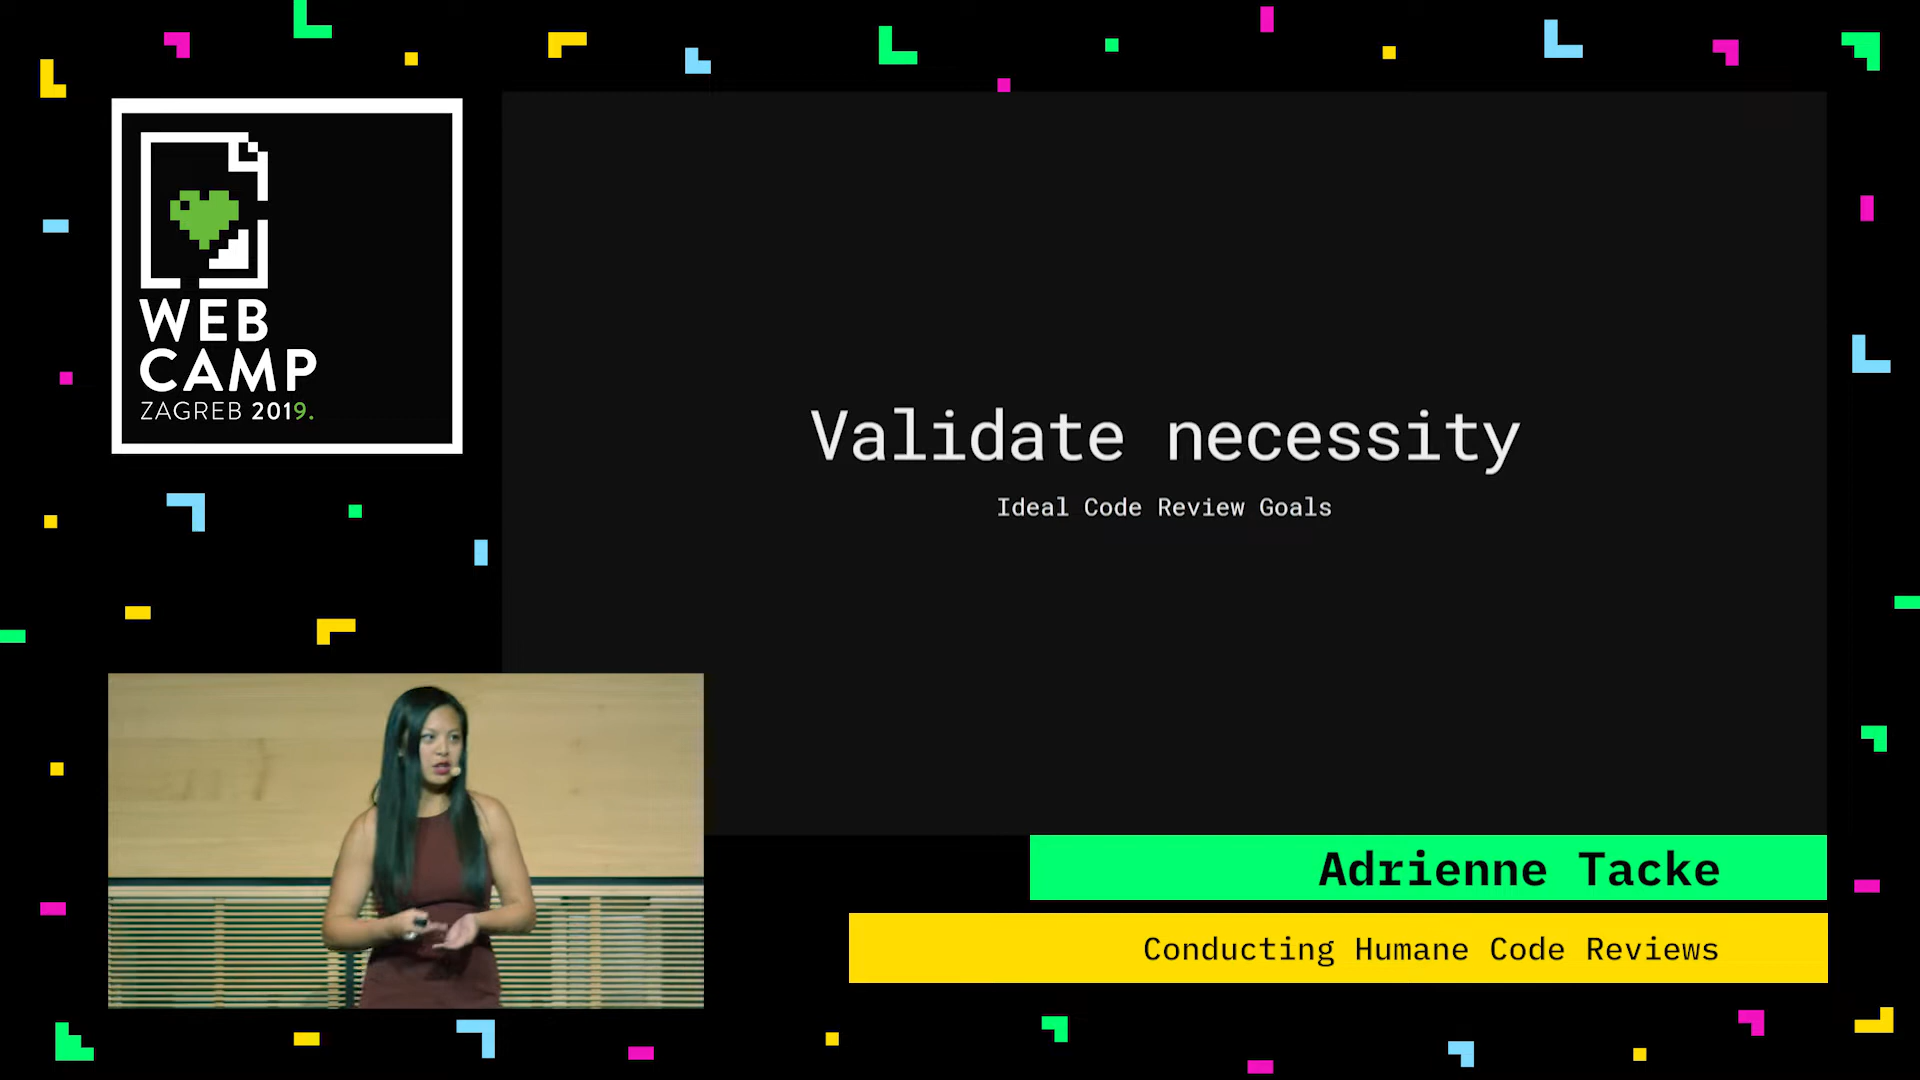 WEB
CAMP
ZAGREB 2019.
Validate necessity
Ideal Code Review Goals
Adrienne Tacke
Conducting Humane Code Reviews